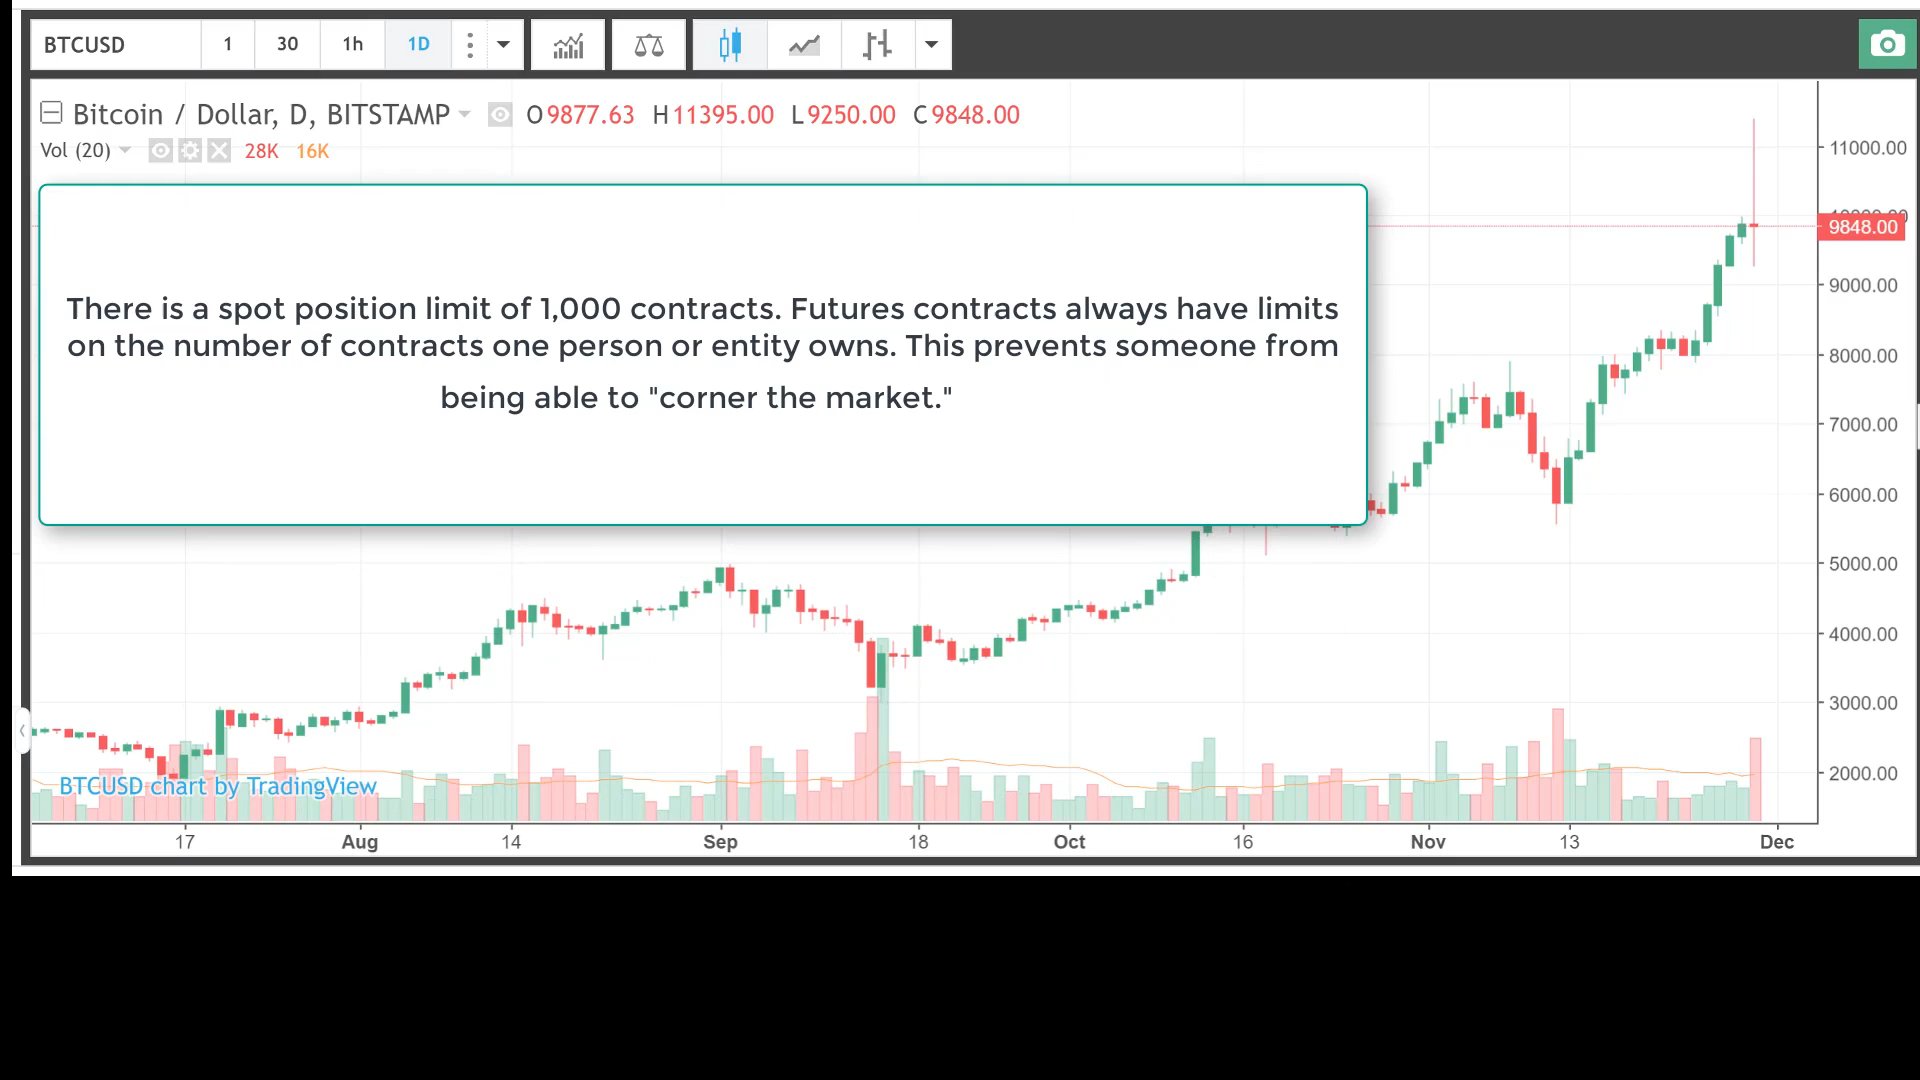 BTCUSD 1 30 1h 1D
Bitcoin / Dollar, D, BITSTAMP O9877.63 H11395.00 L9250.00 C9848.00
Vol (20) 28K 16K
There is a spot position limit of 1,000 contracts. Futures contracts always have limits
on the number of contracts one person or entity owns. This prevents someone from
being able to "corner the market."
11000.00
10000.00
9848.00
9000.00
8000.00
7000.00
6000.00
5000.00
4000.00
3000.00
2000.00
BTCUSD chart by TradingView
17 Aug 14 Sep 18 Oct 16 Nov 13 Dec